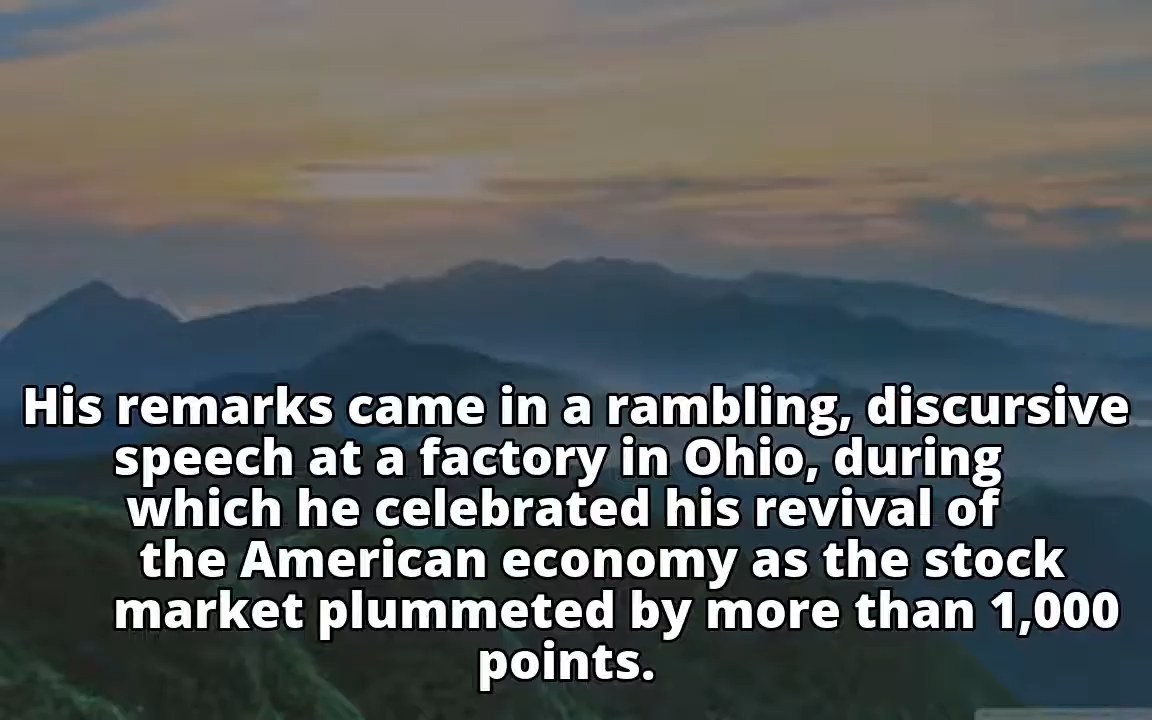 His remarks came in a rambling, discursive
speech at a factory in Ohio, during
which he celebrated his revival of
the American economy as the stock
market plummeted by more than 1,000
points.